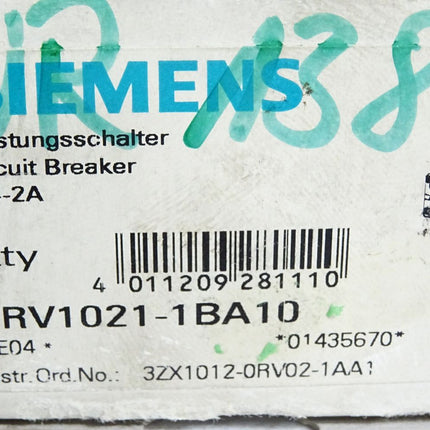 SIEMENS
138
stungsschalter
cuit Breaker
-2A
ty
4 011209 281110
RV1021-1BA10
E04 * *01435670*
str.Ord.No.: 3ZX1012-0RV02-1AA1